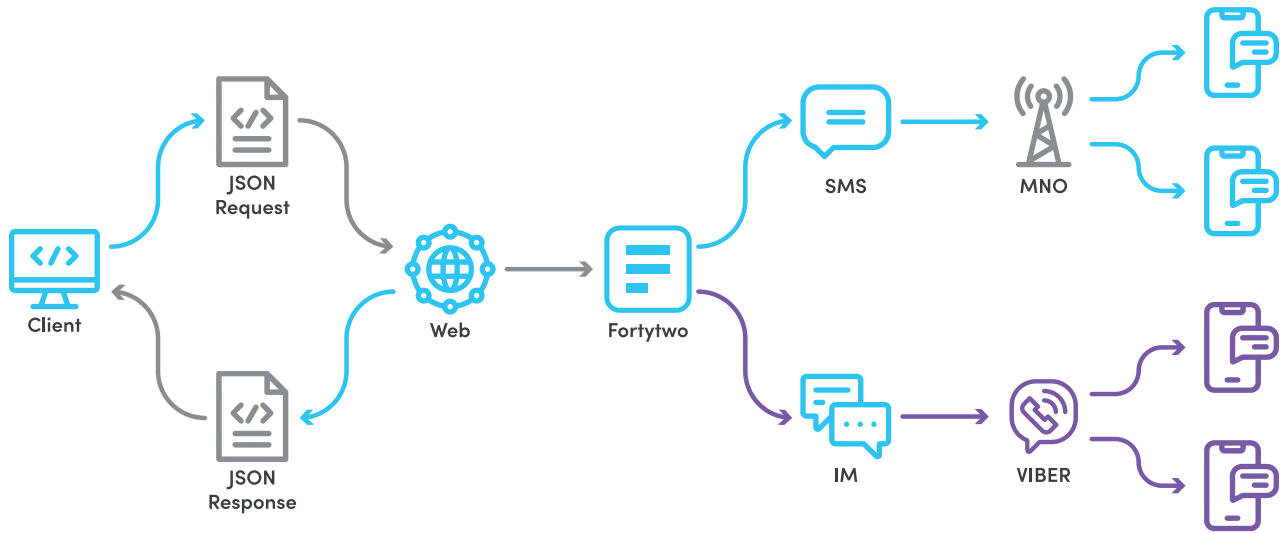 JSON
Request
SMS
MNO
Client
Web
Fortytwo
JSON
Response
IM
VIBER